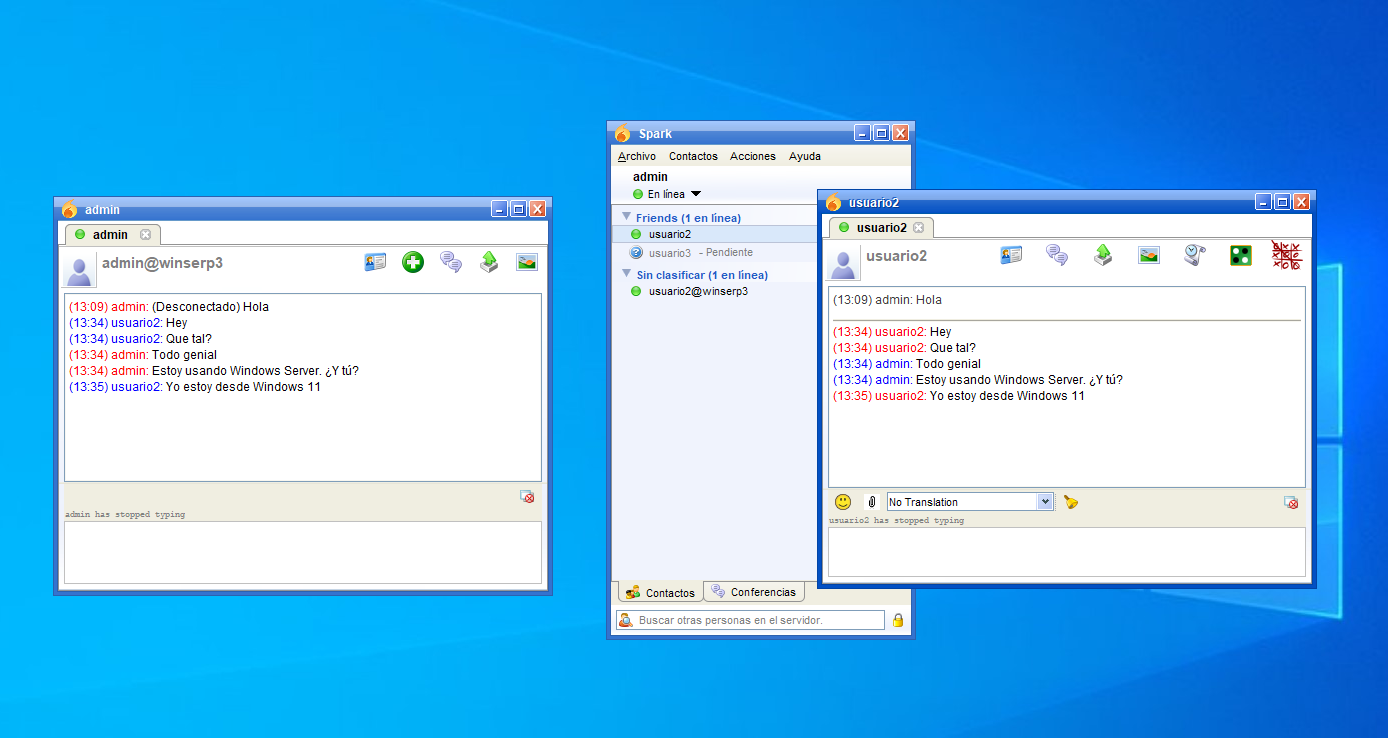 admin
admin
admin@winserp3
(13:09) admin: (Desconectado) Hola
(13:34) usuario2: Hey
(13:34) usuario2: Que tal?
(13:34) admin: Todo genial
(13:34) admin: Estoy usando Windows Server. ¿Y tú?
(13:35) usuario2: Yo estoy desde Windows 11
admin has stopped typing
Spark
Archivo Contactos Acciones Ayuda
admin
En línea
Friends (1 en línea)
usuario2
usuario3 - Pendiente
Sin clasificar (1 en línea)
usuario2@winserp3
Contactos Conferencias
Buscar otras personas en el servidor.
usuario2
usuario2
usuario2
(13:09) admin: Hola
(13:34) usuario2: Hey
(13:34) usuario2: Que tal?
(13:34) admin: Todo genial
(13:34) admin: Estoy usando Windows Server. ¿Y tú?
(13:35) usuario2: Yo estoy desde Windows 11
No Translation
usuario2 has stopped typing